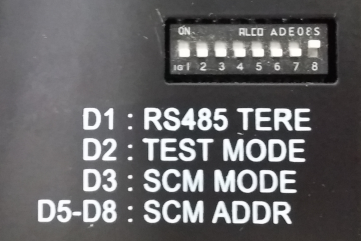 ON ALCO ADE08S
1 2 3 4 5 6 7 8
D1 : RS485 TERE
D2 : TEST MODE
D3 : SCM MODE
D5-D8 : SCM ADDR